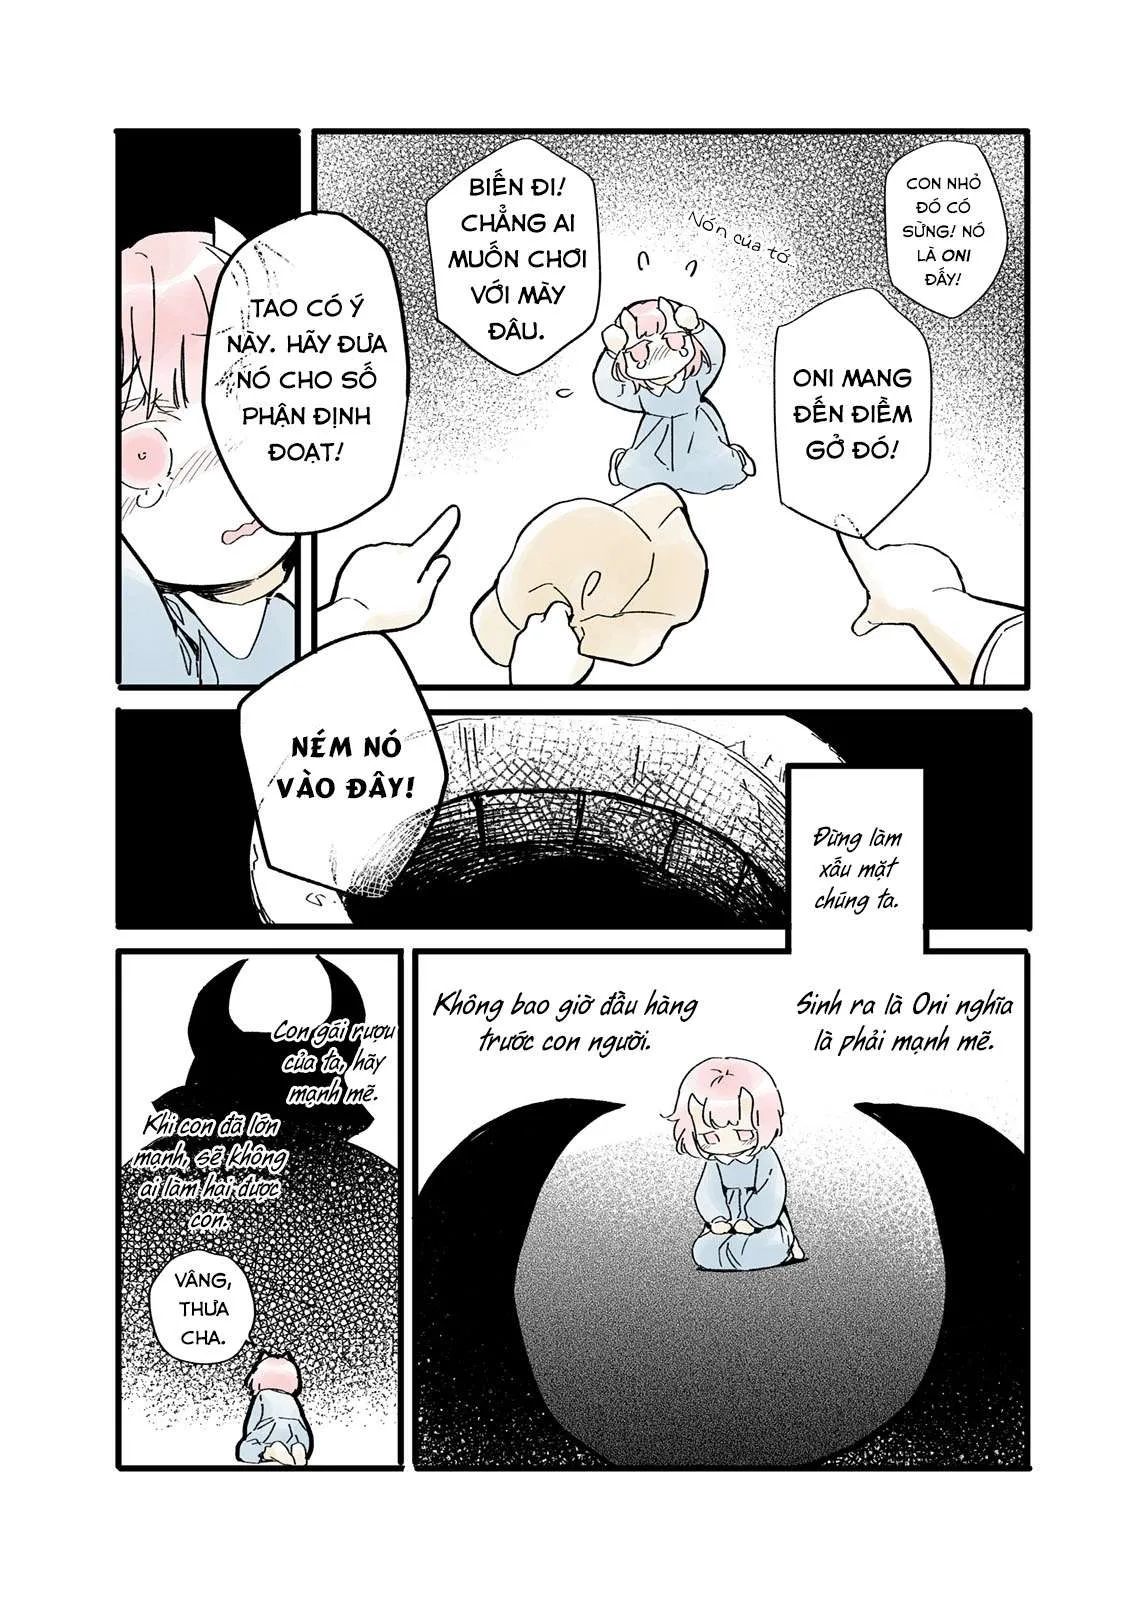 CON NHỎ
ĐÓ CÓ
SỪNG! NÓ
LÀ ONI
ĐẤY!
Nón của tớ...
BIẾN ĐI!
CHẲNG AI
MUỐN CHƠI
VỚI MÀY
ĐÂU.
ONI MANG
ĐẾN ĐIỀM
GỞ ĐÓ!
TAO CÓ Ý
NÀY. HÃY ĐƯA
NÓ CHO SỐ
PHẬN ĐỊNH
ĐOẠT!
NÉM NÓ
VÀO ĐÂY!
Đừng làm
xấu mặt
chúng ta.
Sinh ra là Oni nghĩa
là phải mạnh mẽ.
Không bao giờ đầu hàng
trước con người.
Con gái rượu
của ta, hãy
mạnh mẽ.
Khi con đã lớn
mạnh, sẽ không
ai làm hại được
con.
VÂNG,
THƯA
CHA.